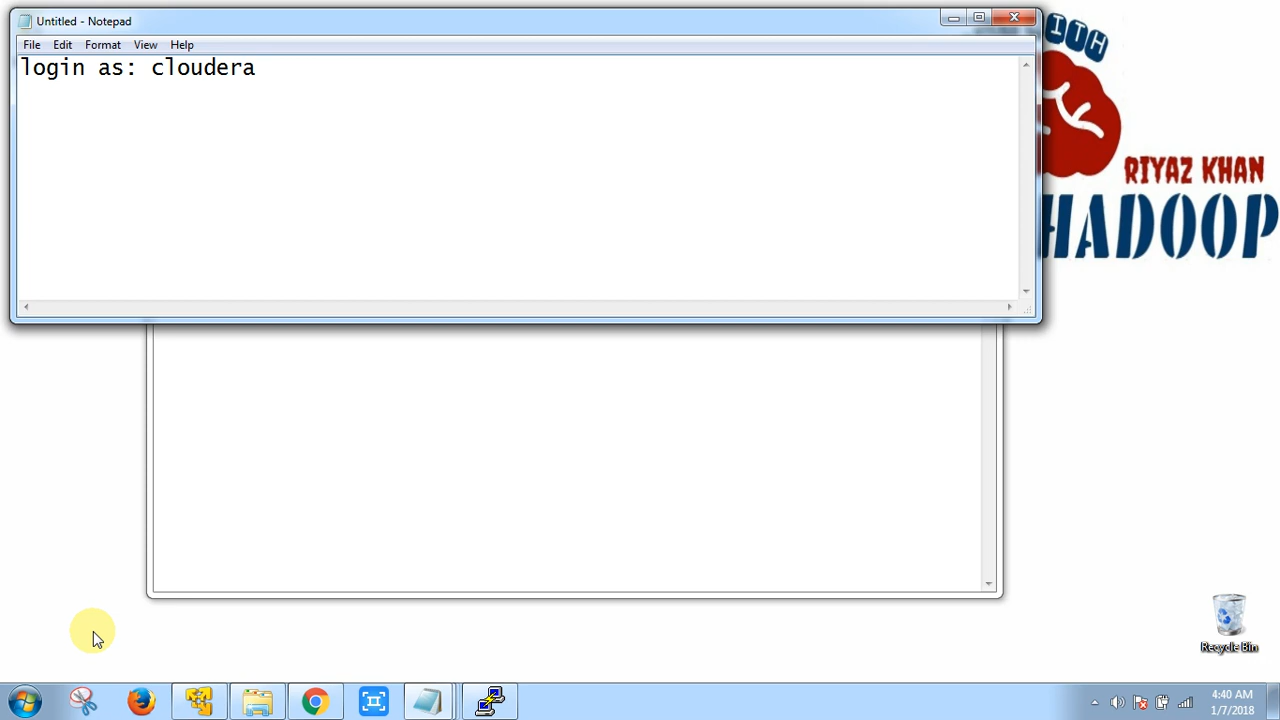 Untitled - Notepad
File Edit Format View Help
login as: cloudera
ITH
RIYAZ KHAN
HADOOP
Recycle Bin
4:40 AM
1/7/2018